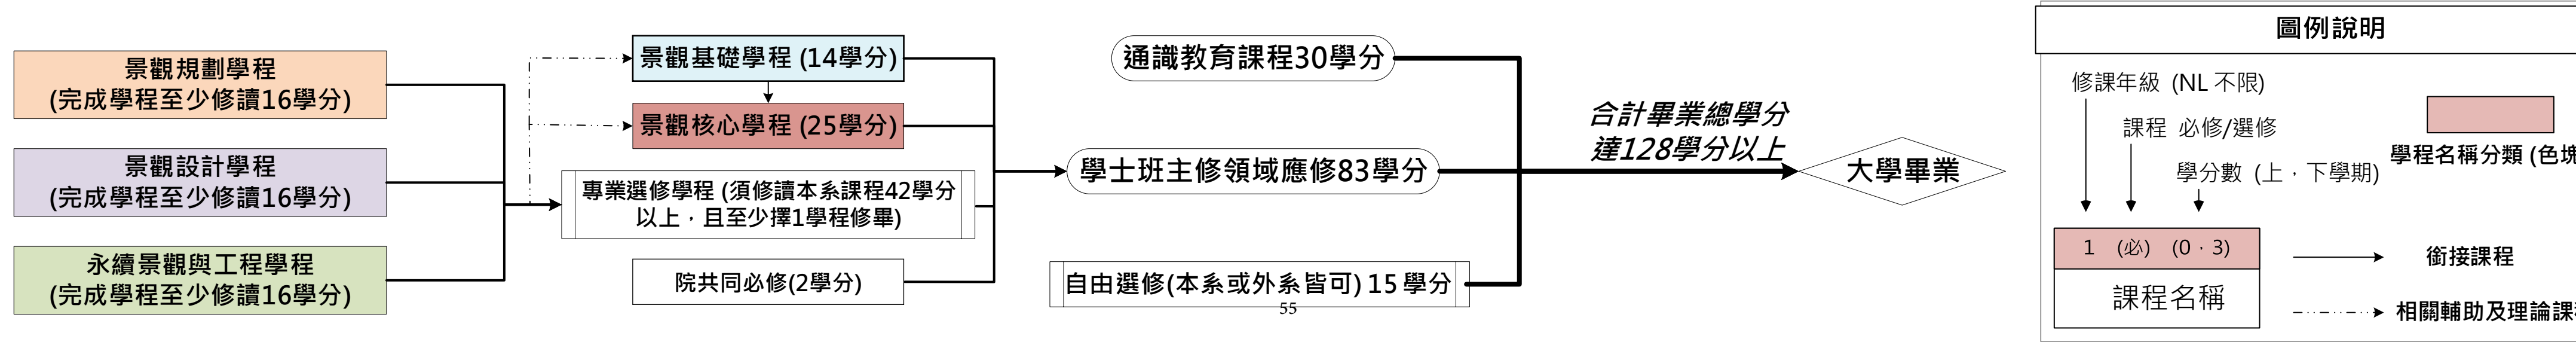 景觀規劃學程
(完成學程至少修讀16學分)
景觀設計學程
(完成學程至少修讀16學分)
永續景觀與工程學程
(完成學程至少修讀16學分)
景觀基礎學程 (14學分)
景觀核心學程 (25學分)
專業選修學程 (須修讀本系課程42學分
以上，且至少擇1學程修畢)
院共同必修(2學分)
通識教育課程30學分
學士班主修領域應修83學分
自由選修(本系或外系皆可) 15 學分
55
合計畢業總學分
達128學分以上
大學畢業
圖例說明
修課年級 (NL 不限)
課程 必修/選修
學分數 (上，下學期)
1 (必) (0，3)
課程名稱
學程名稱分類 (色塊
銜接課程
相關輔助及理論課